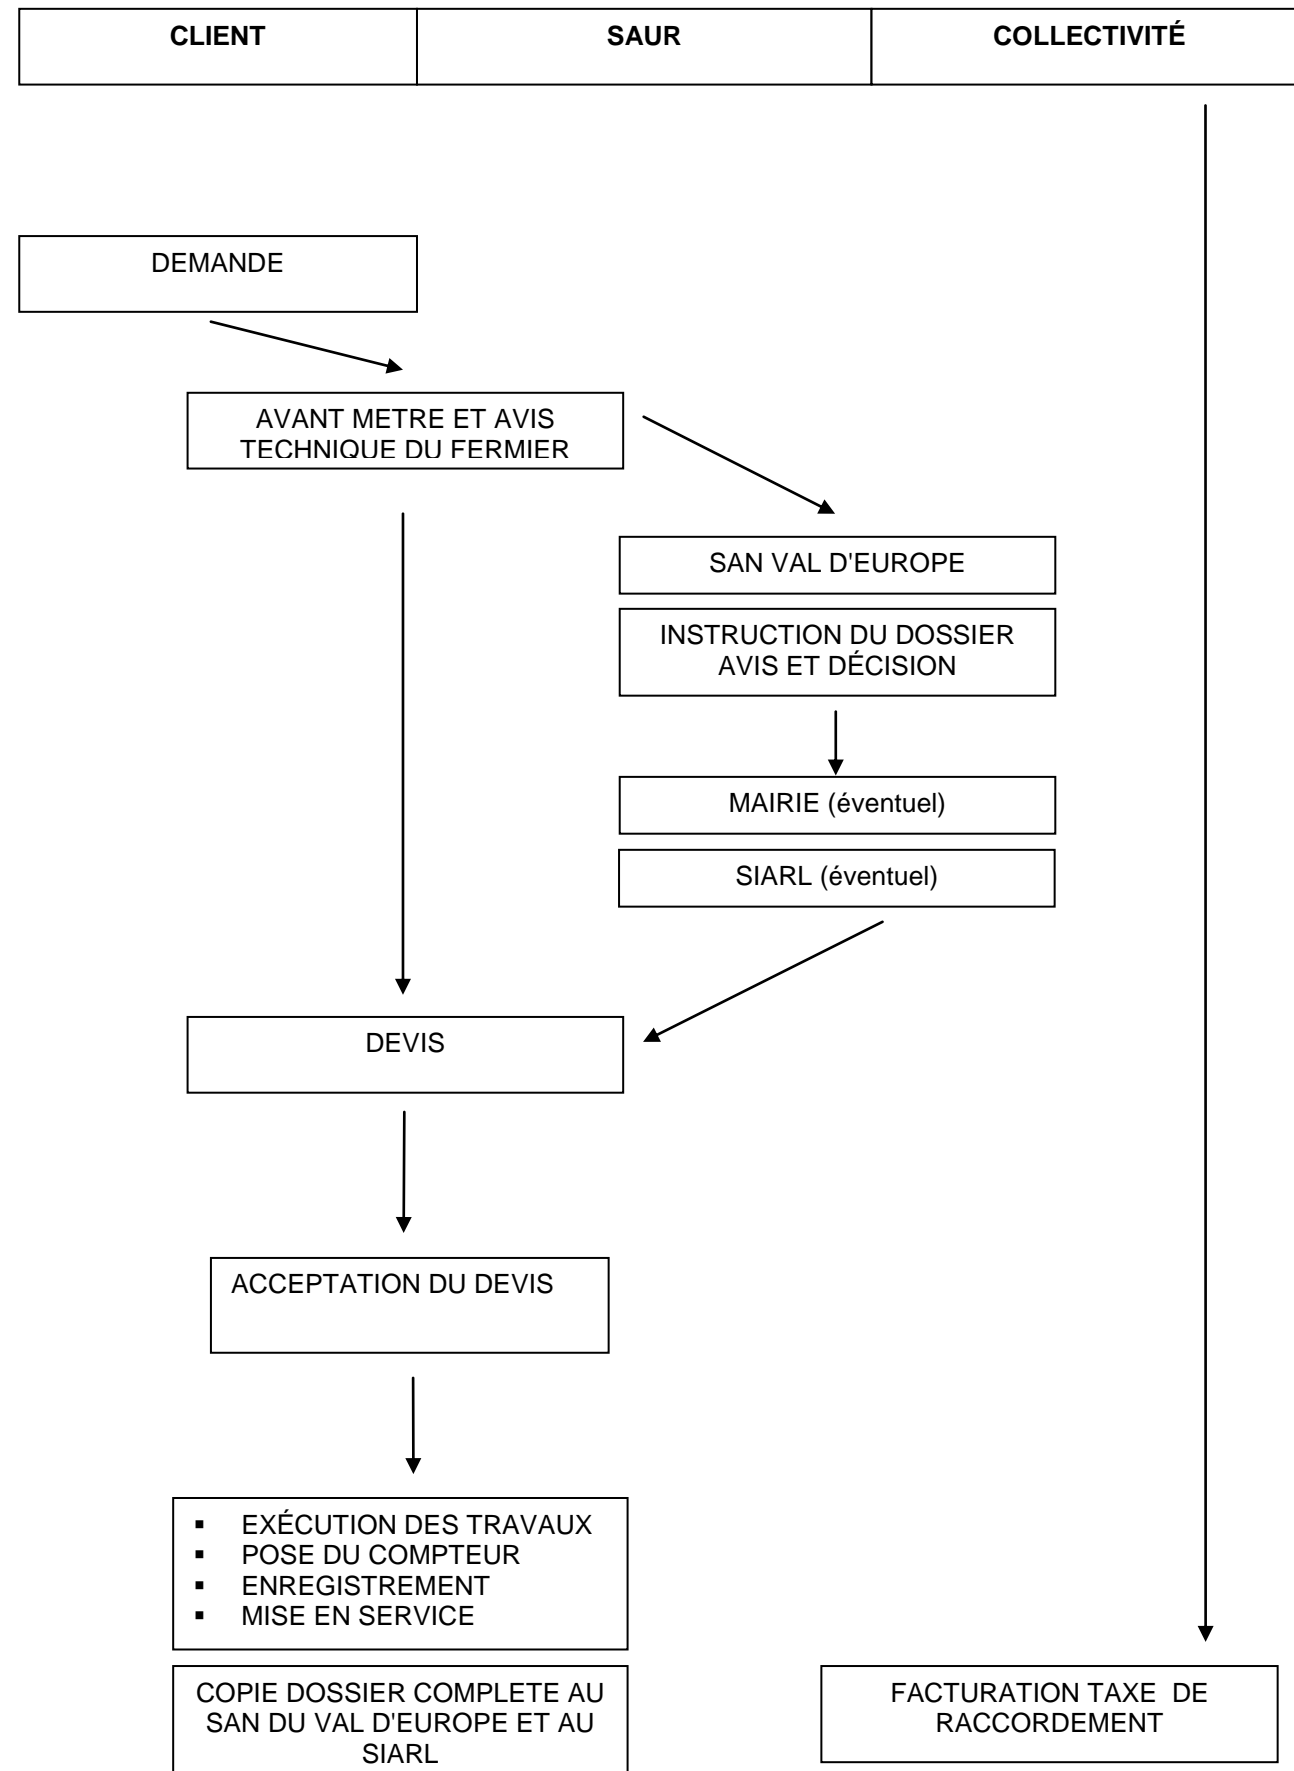 CLIENT
SAUR
COLLECTIVITÉ
DEMANDE
AVANT METRE ET AVIS
TECHNIQUE DU FERMIER
SAN VAL D'EUROPE
INSTRUCTION DU DOSSIER
AVIS ET DÉCISION
MAIRIE (éventuel)
SIARL (éventuel)
DEVIS
ACCEPTATION DU DEVIS
▪ EXÉCUTION DES TRAVAUX
▪ POSE DU COMPTEUR
▪ ENREGISTREMENT
▪ MISE EN SERVICE
COPIE DOSSIER COMPLETE AU
SAN DU VAL D'EUROPE ET AU
SIARL
FACTURATION TAXE DE
RACCORDEMENT